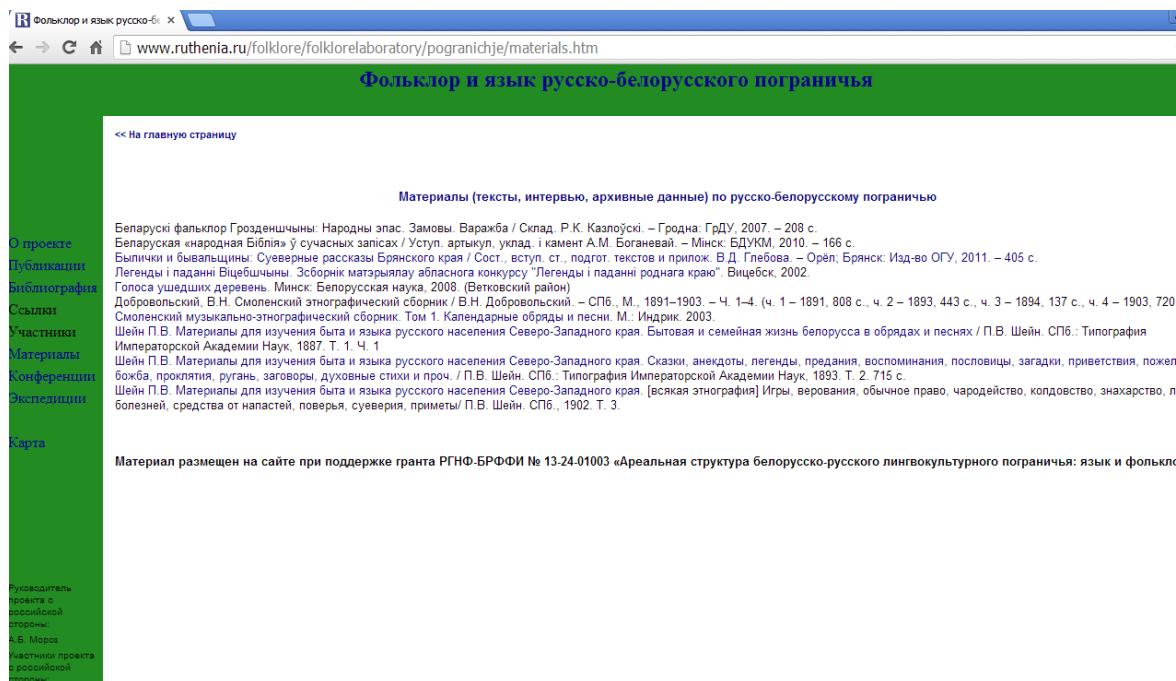 Фольклор и язык русско-бе
www.ruthenia.ru/folklore/folklorelaboratory/pogranichje/materials.htm
Фольклор и язык русско-белорусского пограничья
<< На главную страницу
Материалы (тексты, интервью, архивные данные) по русско-белорусскому пограничью
Беларускі фальклор Грозденшчыны: Народны эпас. Замовы. Варажба / Склад. Р.К. Казлоўскі. – Гродна: ГрДУ, 2007. – 208 с.
Беларуская «народная Біблія» ў сучасных запісах / Уступ. артыкул, уклад. і камент А.М. Боганевай. – Мінск: БДУКМ, 2010. – 166 с.
Былички и бывальщины: Суеверные рассказы Брянского края / Сост., вступ. ст., подгот. текстов и прилож. В.Д. Глебова. – Орёл; Брянск: Изд-во ОГУ, 2011. – 405 с.
Легенды і паданні Віцебшчыны. Зсборнік матэрыялау абласнога конкурсу "Легенды і паданні роднага краю". Вицебск, 2002.
Голоса ушедших деревень. Минск: Белорусская наука, 2008. (Ветковский район)
Добровольский, В.Н. Смоленский этнографический сборник / В.Н. Добровольский. – СПб., М., 1891–1903. – Ч. 1–4. (ч. 1 – 1891, 808 с., ч. 2 – 1893, 443 с., ч. 3 – 1894, 137 с., ч. 4 – 1903, 720
Смоленский музыкально-этнографический сборник. Том 1. Календарные обряды и песни. М.: Индрик. 2003.
Шейн П.В. Материалы для изучения быта и языка русского населения Северо-Западного края. Бытовая и семейная жизнь белорусса в обрядах и песнях / П.В. Шейн. СПб.: Типография
Императорской Академии Наук, 1887. Т. 1. Ч. 1
Шейн П.В. Материалы для изучения быта и языка русского населения Северо-Западного края. Сказки, анекдоты, легенды, предания, воспоминания, пословицы, загадки, приветствия, пожел
божба, проклятия, ругань, заговоры, духовные стихи и проч. / П.В. Шейн. СПб.: Типография Императорской Академии Наук, 1893. Т. 2. 715 с.
Шейн П.В. Материалы для изучения быта и языка русского населения Северо-Западного края. [всякая этнография] Игры, верования, обычное право, чародейство, колдовство, знахарство, л
болезней, средства от напастей, поверья, суеверия, приметы/ П.В. Шейн. СПб., 1902. Т. 3.
Материал размещен на сайте при поддержке гранта РГНФ-БРФФИ № 13-24-01003 «Ареальная структура белорусско-русского лингвокультурного пограничья: язык и фолькло
О проекте
Публикации
Библиография
Ссылки
Участники
Материалы
Конференции
Экспедиции
Карта
Руководитель
проекта с
российской
стороны:
А.Б. Мороз
Участники проекта
с российской
стороны: